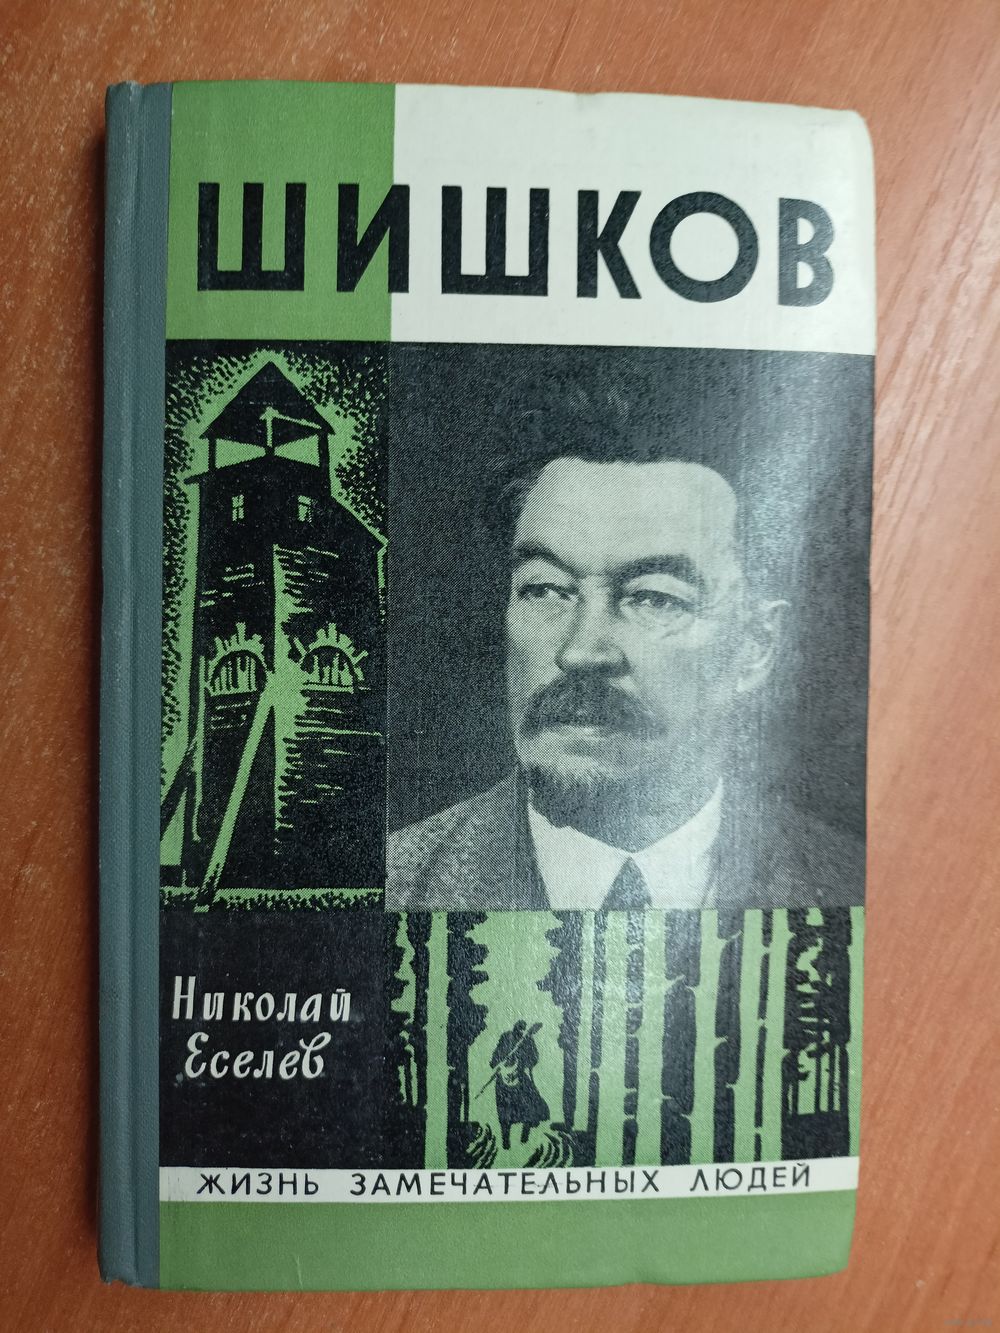 ШИШКОВ
Николай
Еселев
ЖИЗНЬ ЗАМЕЧАТЕЛЬНЫХ ЛЮДЕЙ